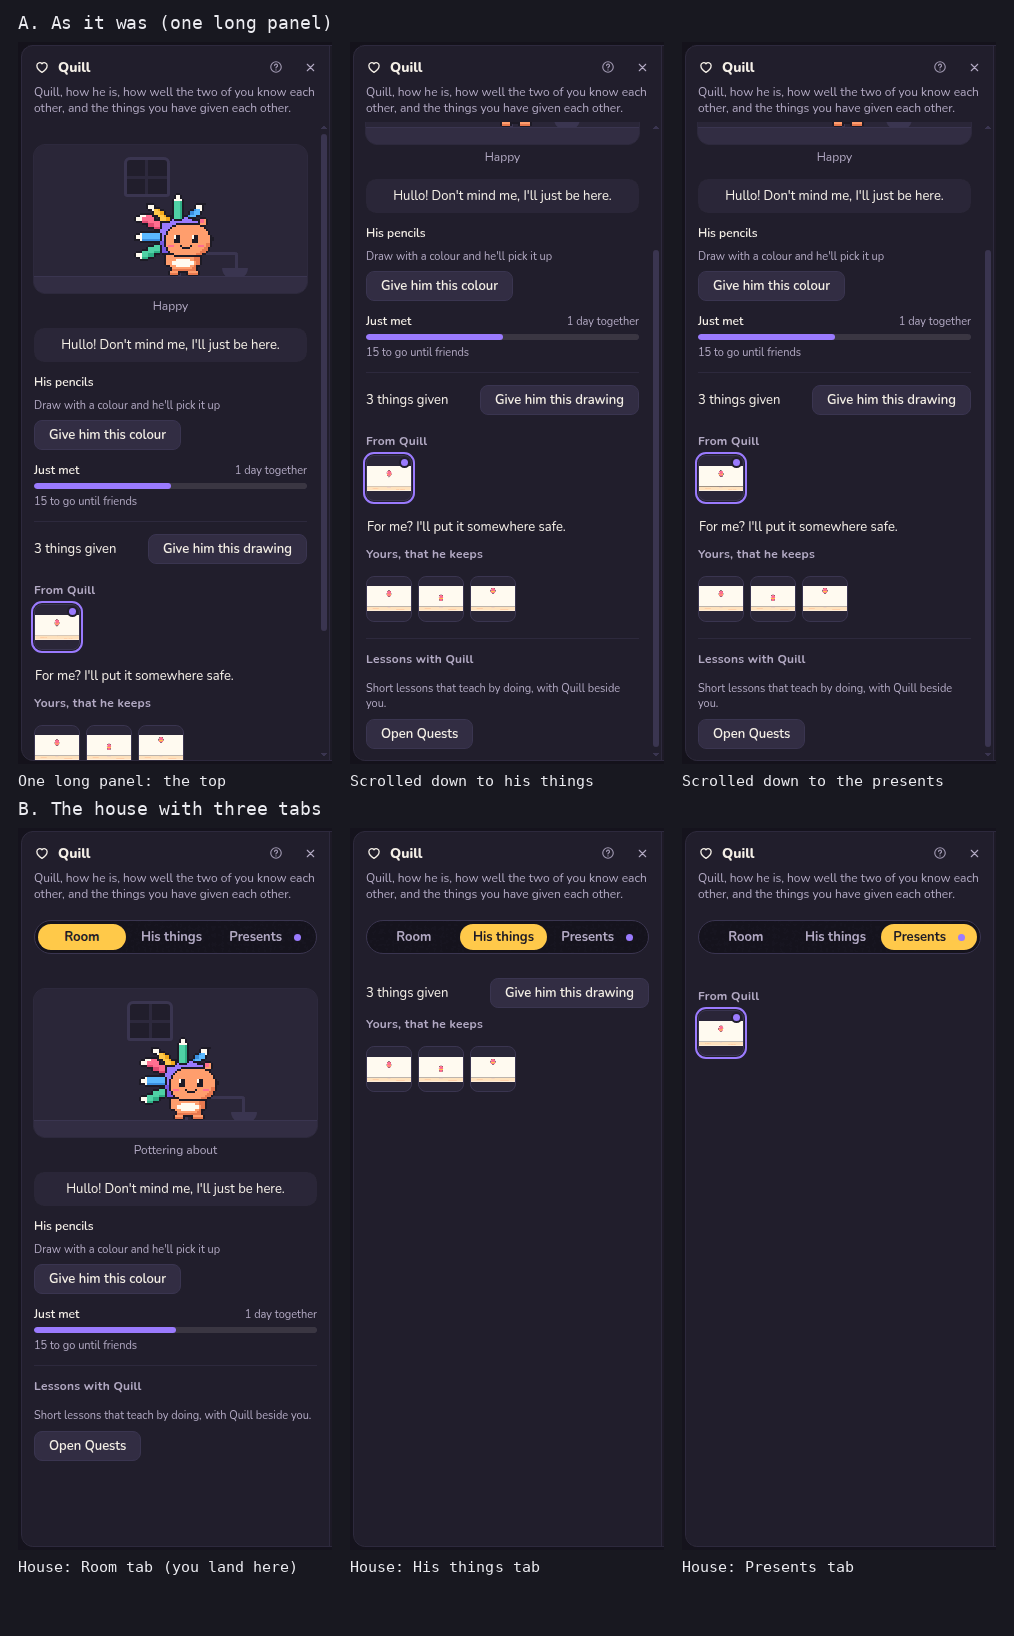 A. As it was (one long panel)
Quill
Quill, how he is, how well the two of you know each
other, and the things you have given each other.
Happy
Hullo! Don't mind me, I'll just be here.
His pencils
Draw with a colour and he'll pick it up
Give him this colour
Just met 1 day together
15 to go until friends
3 things given Give him this drawing
From Quill
For me? I'll put it somewhere safe.
Yours, that he keeps
One long panel: the top
Quill
Quill, how he is, how well the two of you know each
other, and the things you have given each other.
Happy
Hullo! Don't mind me, I'll just be here.
His pencils
Draw with a colour and he'll pick it up
Give him this colour
Just met 1 day together
15 to go until friends
3 things given Give him this drawing
From Quill
For me? I'll put it somewhere safe.
Yours, that he keeps
Lessons with Quill
Short lessons that teach by doing, with Quill beside
you.
Open Quests
Scrolled down to his things
Quill
Quill, how he is, how well the two of you know each
other, and the things you have given each other.
Happy
Hullo! Don't mind me, I'll just be here.
His pencils
Draw with a colour and he'll pick it up
Give him this colour
Just met 1 day together
15 to go until friends
3 things given Give him this drawing
From Quill
For me? I'll put it somewhere safe.
Yours, that he keeps
Lessons with Quill
Short lessons that teach by doing, with Quill beside
you.
Open Quests
Scrolled down to the presents
B. The house with three tabs
Quill
Quill, how he is, how well the two of you know each
other, and the things you have given each other.
Room His things Presents
Pottering about
Hullo! Don't mind me, I'll just be here.
His pencils
Draw with a colour and he'll pick it up
Give him this colour
Just met 1 day together
15 to go until friends
Lessons with Quill
Short lessons that teach by doing, with Quill beside you.
Open Quests
House: Room tab (you land here)
Quill
Quill, how he is, how well the two of you know each
other, and the things you have given each other.
Room His things Presents
3 things given Give him this drawing
Yours, that he keeps
House: His things tab
Quill
Quill, how he is, how well the two of you know each
other, and the things you have given each other.
Room His things Presents
From Quill
House: Presents tab